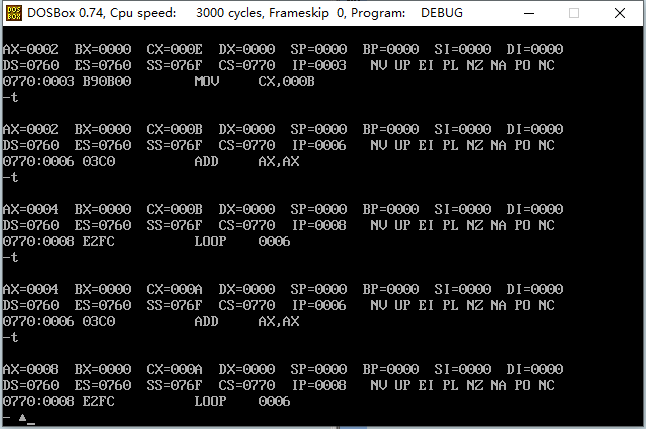 DOS BOX DOSBox 0.74, Cpu speed: 3000 cycles, Frameskip 0, Program: DEBUG
AX=0002 BX=0000 CX=000E DX=0000 SP=0000 BP=0000 SI=0000 DI=0000
DS=0760 ES=0760 SS=076F CS=0770 IP=0003 NV UP EI PL NZ NA PO NC
0770:0003 B90B00 MOV CX,000B
-t
AX=0002 BX=0000 CX=000B DX=0000 SP=0000 BP=0000 SI=0000 DI=0000
DS=0760 ES=0760 SS=076F CS=0770 IP=0006 NV UP EI PL NZ NA PO NC
0770:0006 03C0 ADD AX,AX
-t
AX=0004 BX=0000 CX=000B DX=0000 SP=0000 BP=0000 SI=0000 DI=0000
DS=0760 ES=0760 SS=076F CS=0770 IP=0008 NV UP EI PL NZ NA PO NC
0770:0008 E2FC LOOP 0006
-t
AX=0004 BX=0000 CX=000A DX=0000 SP=0000 BP=0000 SI=0000 DI=0000
DS=0760 ES=0760 SS=076F CS=0770 IP=0006 NV UP EI PL NZ NA PO NC
0770:0006 03C0 ADD AX,AX
-t
AX=0008 BX=0000 CX=000A DX=0000 SP=0000 BP=0000 SI=0000 DI=0000
DS=0760 ES=0760 SS=076F CS=0770 IP=0008 NV UP EI PL NZ NA PO NC
0770:0008 E2FC LOOP 0006
- ▲_